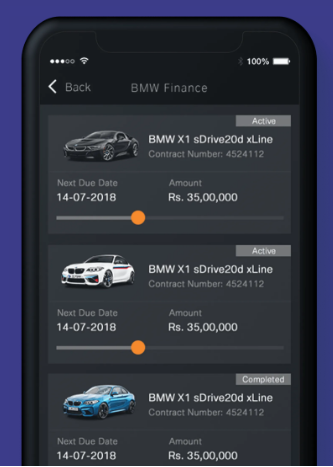 100%
Back BMW Finance
Active
BMW X1 sDrive20d xLine
Contract Number: 4524112
Next Due Date Amount
14-07-2018 Rs. 35,00,000
Active
BMW X1 sDrive20d xLine
Contract Number: 4524112
Next Due Date Amount
14-07-2018 Rs. 35,00,000
Completed
BMW X1 sDrive20d xLine
Contract Number: 4524112
Next Due Date Amount
14-07-2018 Rs. 35,00,000